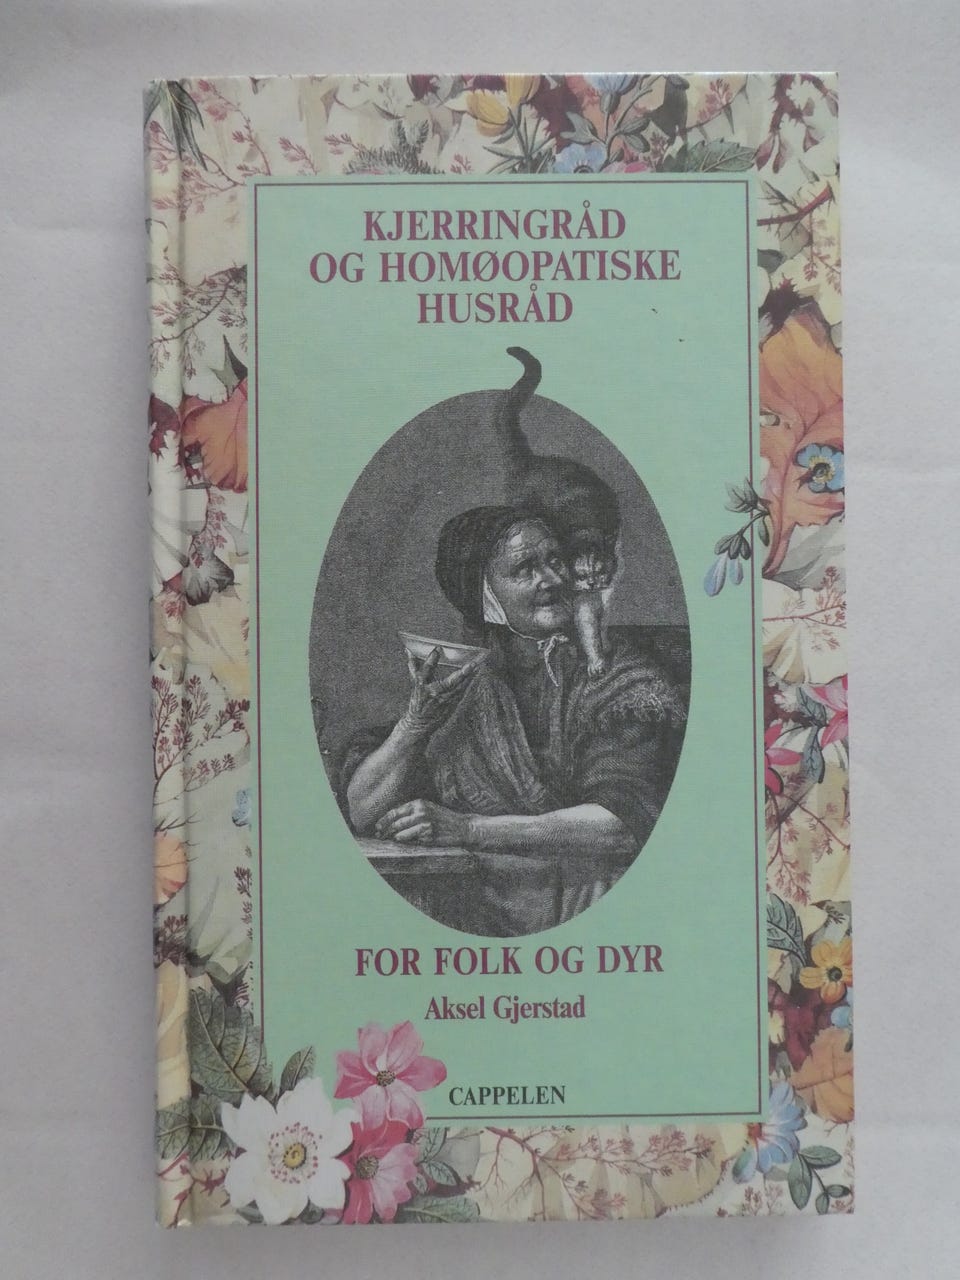 KJERRINGRÅD
OG HOMØOPATISKE
HUSRÅD
FOR FOLK OG DYR
Aksel Gjerstad
CAPPELEN